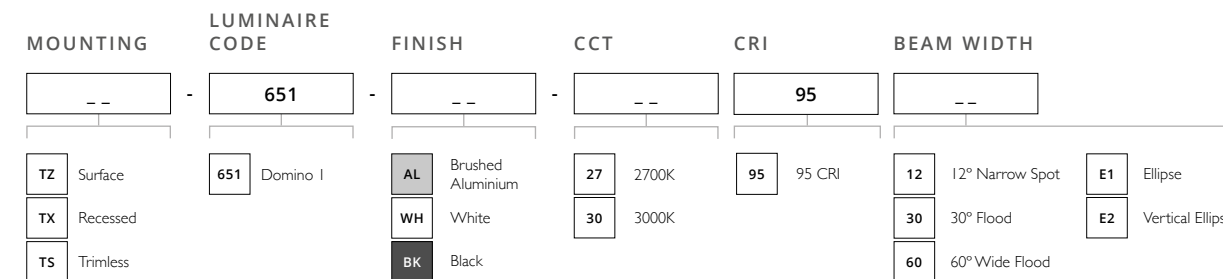 LUMINAIRE
MOUNTING CODE FINISH CCT CRI BEAM WIDTH
_ _ - 651 - _ _ - _ _ 95 _ _
TZ Surface 651 Domino 1 AL Brushed Aluminium 27 2700K 95 95 CRI 12 12º Narrow Spot E1 Ellipse
TX Recessed WH White 30 3000K 30 30º Flood E2 Vertical Ellips
TS Trimless BK Black 60 60º Wide Flood